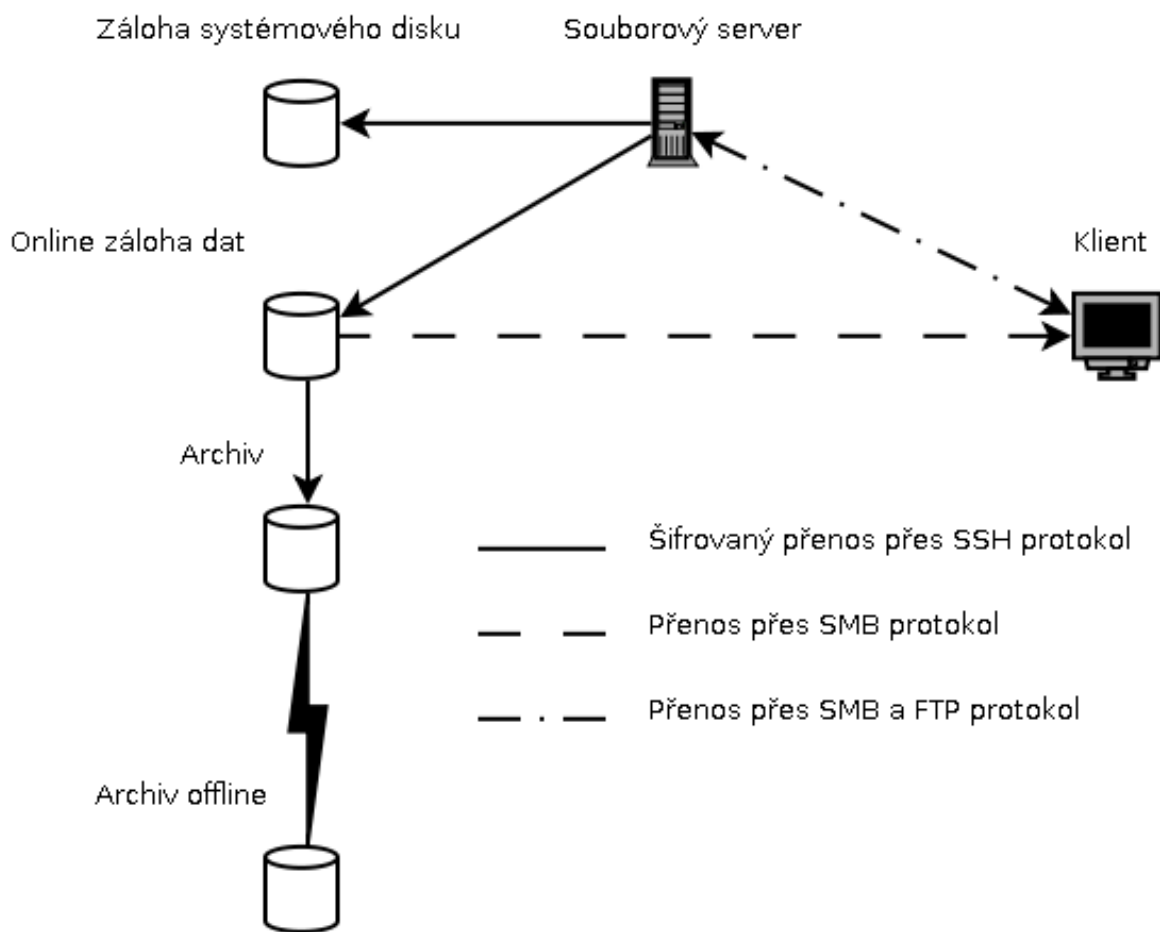 Záloha systémového disku
Souborový server
Online záloha dat
Klient
Archiv
Šifrovaný přenos přes SSH protokol
Přenos přes SMB protokol
Přenos přes SMB a FTP protokol
Archiv offline